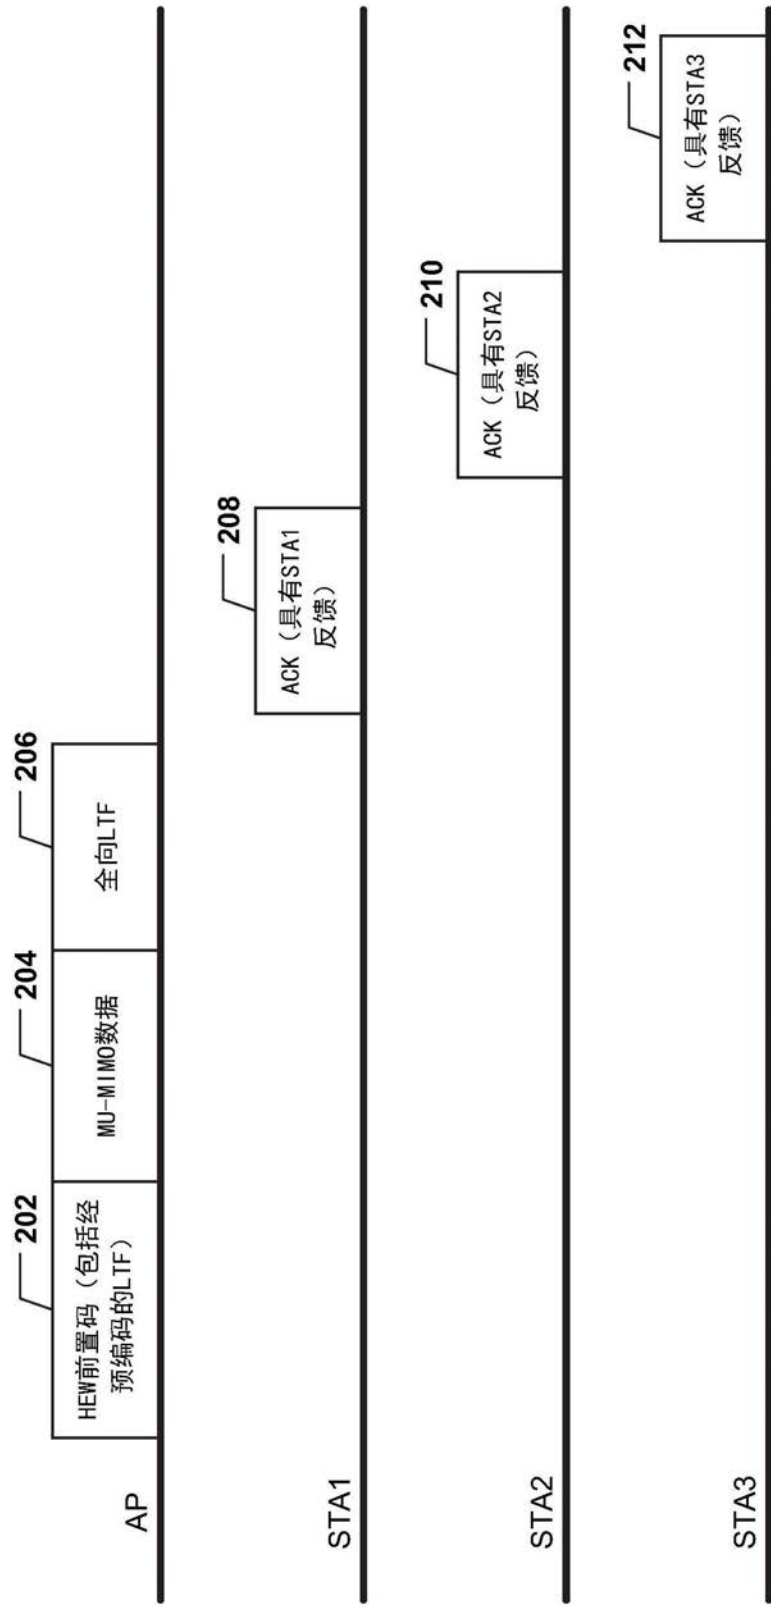 202
204
206
HEW前置码（包括经
预编码的LTF）
MU-MIMO数据
全向LTF
AP
208
ACK（具有STA1
反馈）
STA1
210
ACK（具有STA2
反馈）
STA2
212
ACK（具有STA3
反馈）
STA3